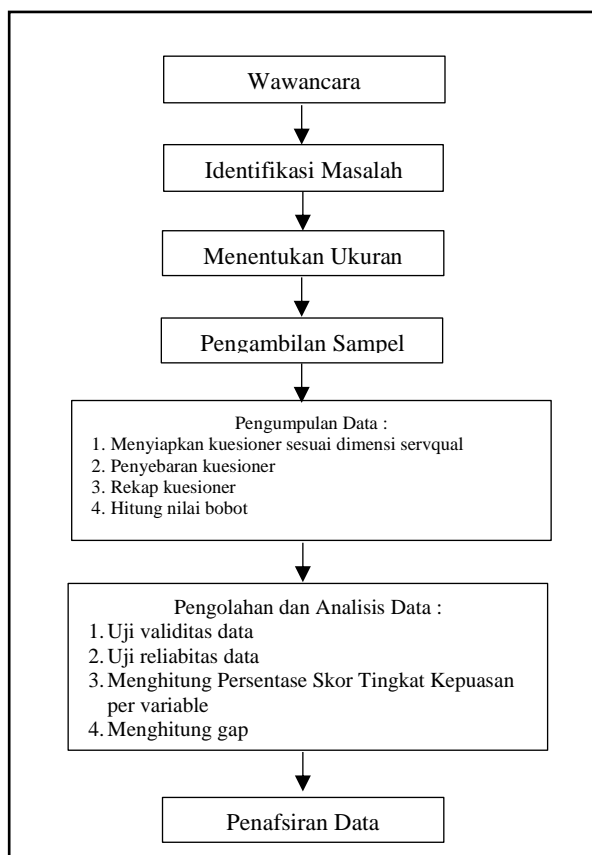 Wawancara
Identifikasi Masalah
Menentukan Ukuran
Pengambilan Sampel
Pengumpulan Data :
1. Menyiapkan kuesioner sesuai dimensi servqual
2. Penyebaran kuesioner
3. Rekap kuesioner
4. Hitung nilai bobot
Pengolahan dan Analisis Data :
1. Uji validitas data
2. Uji reliabitas data
3. Menghitung Persentase Skor Tingkat Kepuasan
per variable
4. Menghitung gap
Penafsiran Data